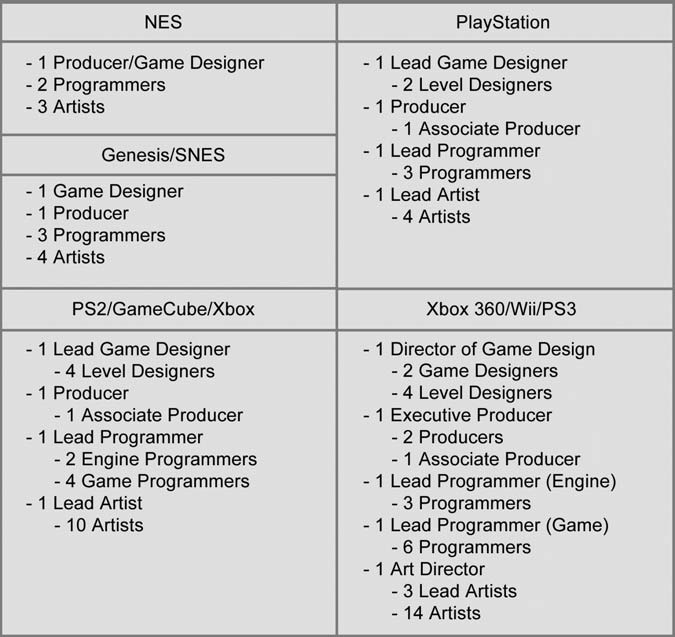 NES
- 1 Producer/Game Designer
- 2 Programmers
- 3 Artists
Genesis/SNES
- 1 Game Designer
- 1 Producer
- 3 Programmers
- 4 Artists
PlayStation
- 1 Lead Game Designer
- 2 Level Designers
- 1 Producer
- 1 Associate Producer
- 1 Lead Programmer
- 3 Programmers
- 1 Lead Artist
- 4 Artists
PS2/GameCube/Xbox
- 1 Lead Game Designer
- 4 Level Designers
- 1 Producer
- 1 Associate Producer
- 1 Lead Programmer
- 2 Engine Programmers
- 4 Game Programmers
- 1 Lead Artist
- 10 Artists
Xbox 360/Wii/PS3
- 1 Director of Game Design
- 2 Game Designers
- 4 Level Designers
- 1 Executive Producer
- 2 Producers
- 1 Associate Producer
- 1 Lead Programmer (Engine)
- 3 Programmers
- 1 Lead Programmer (Game)
- 6 Programmers
- 1 Art Director
- 3 Lead Artists
- 14 Artists